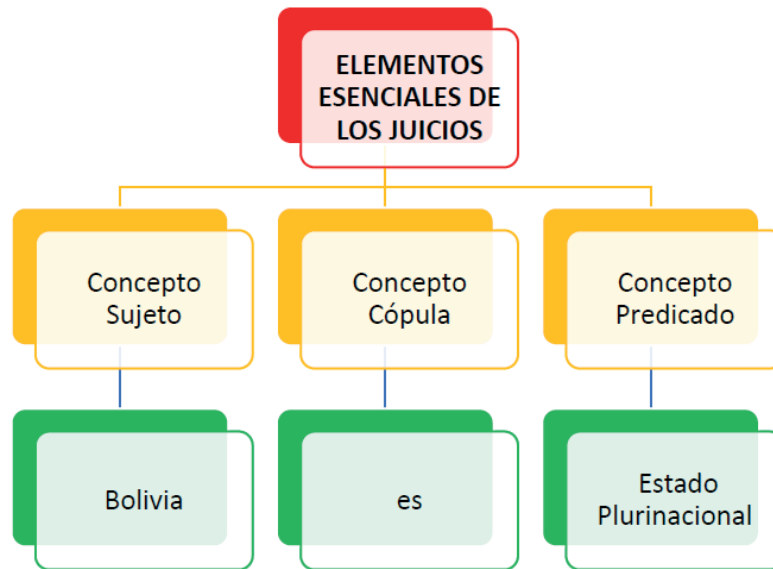 ELEMENTOS
ESENCIALES DE
LOS JUICIOS
Concepto
Sujeto
Concepto
Cópula
Concepto
Predicado
Bolivia
es
Estado
Plurinacional